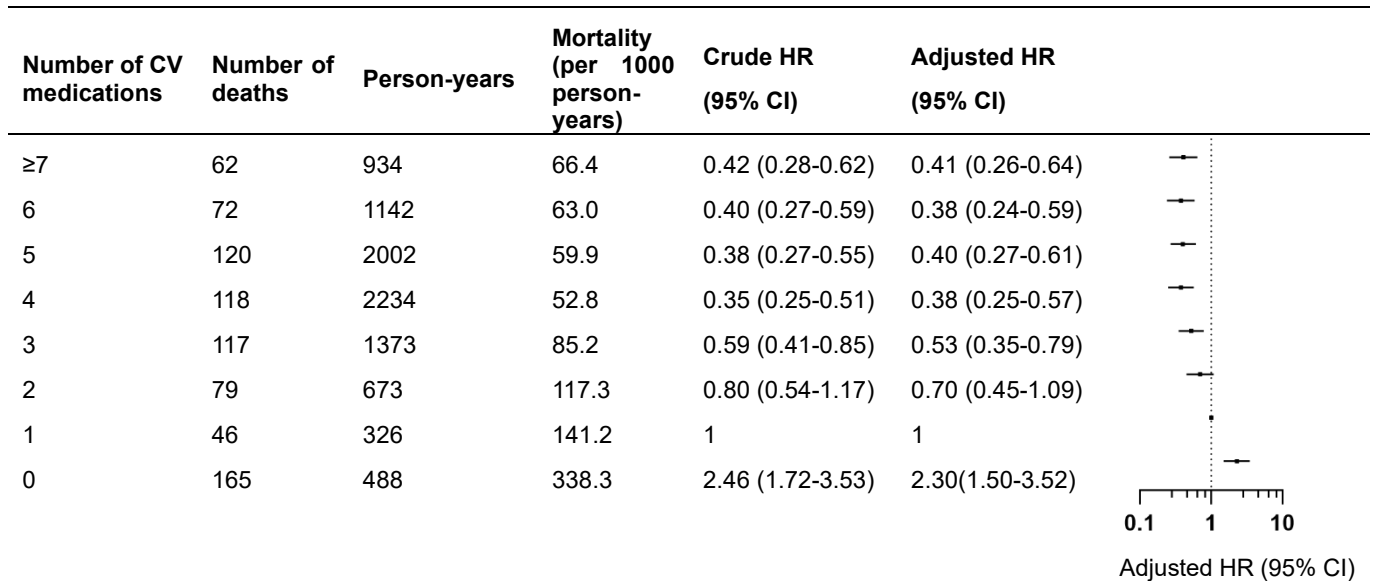 Number of CV medications Number of deaths Person-years Mortality (per 1000 person-years) Crude HR (95% CI) Adjusted HR (95% CI)
≥7 62 934 66.4 0.42 (0.28-0.62) 0.41 (0.26-0.64)
6 72 1142 63.0 0.40 (0.27-0.59) 0.38 (0.24-0.59)
5 120 2002 59.9 0.38 (0.27-0.55) 0.40 (0.27-0.61)
4 118 2234 52.8 0.35 (0.25-0.51) 0.38 (0.25-0.57)
3 117 1373 85.2 0.59 (0.41-0.85) 0.53 (0.35-0.79)
2 79 673 117.3 0.80 (0.54-1.17) 0.70 (0.45-1.09)
1 46 326 141.2 1 1
0 165 488 338.3 2.46 (1.72-3.53) 2.30(1.50-3.52)
0.1 1 10
Adjusted HR (95% CI)